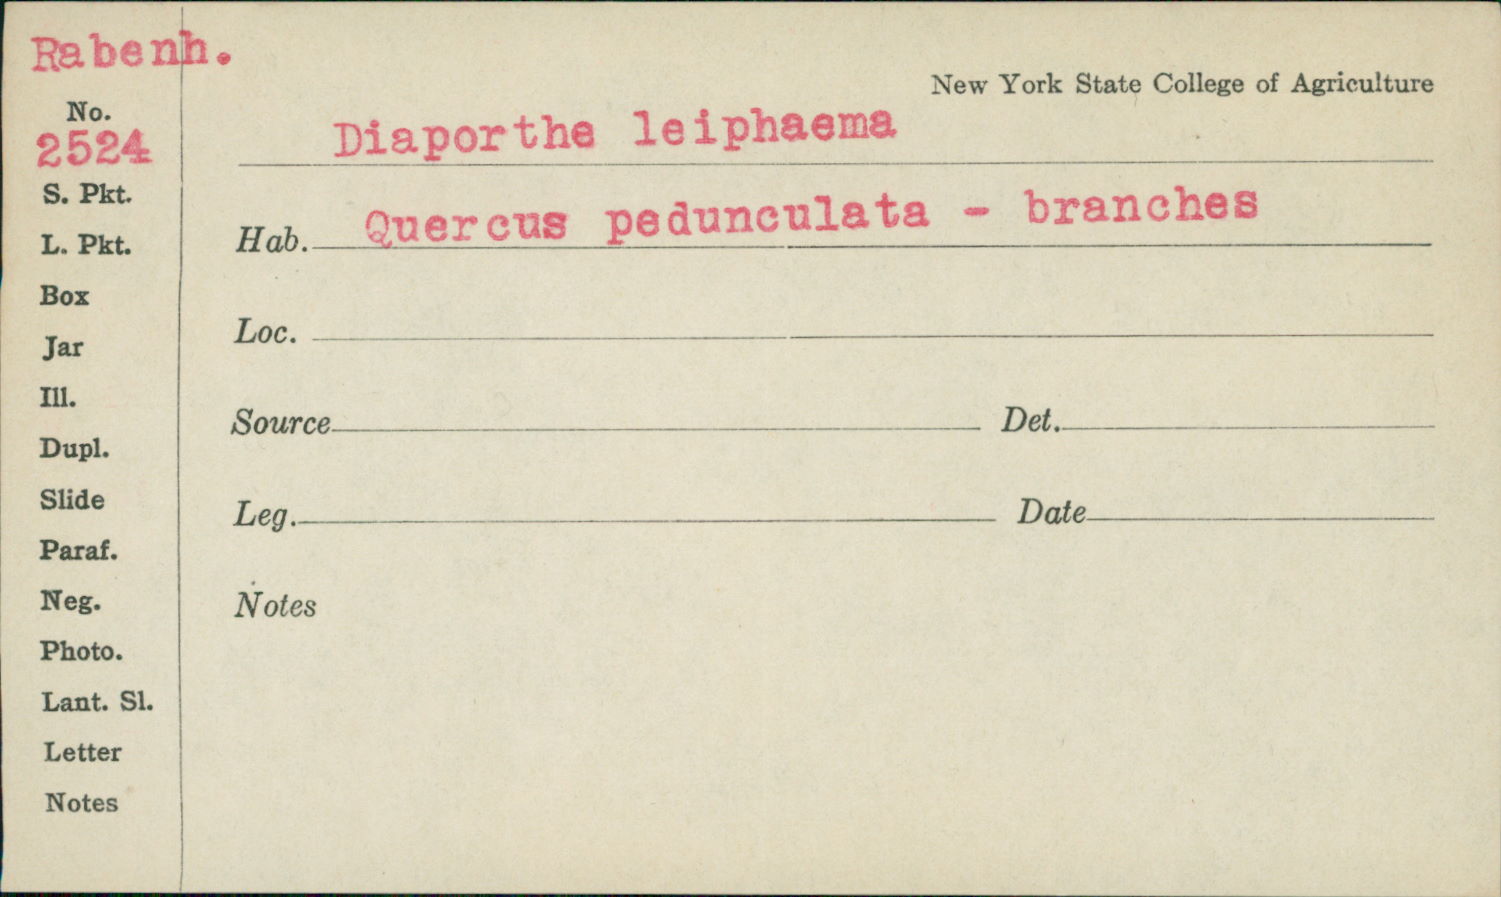 Rabenh.
New York State College of Agriculture
No.
2524
Diaporthe leiphaema
S. Pkt.
Hab. Quercus pedunculata - branches
L. Pkt.
Box
Loc.
Jar
Ill.
Source Det.
Dupl.
Slide
Leg. Date
Paraf.
Neg.
Notes
Photo.
Lant. Sl.
Letter
Notes